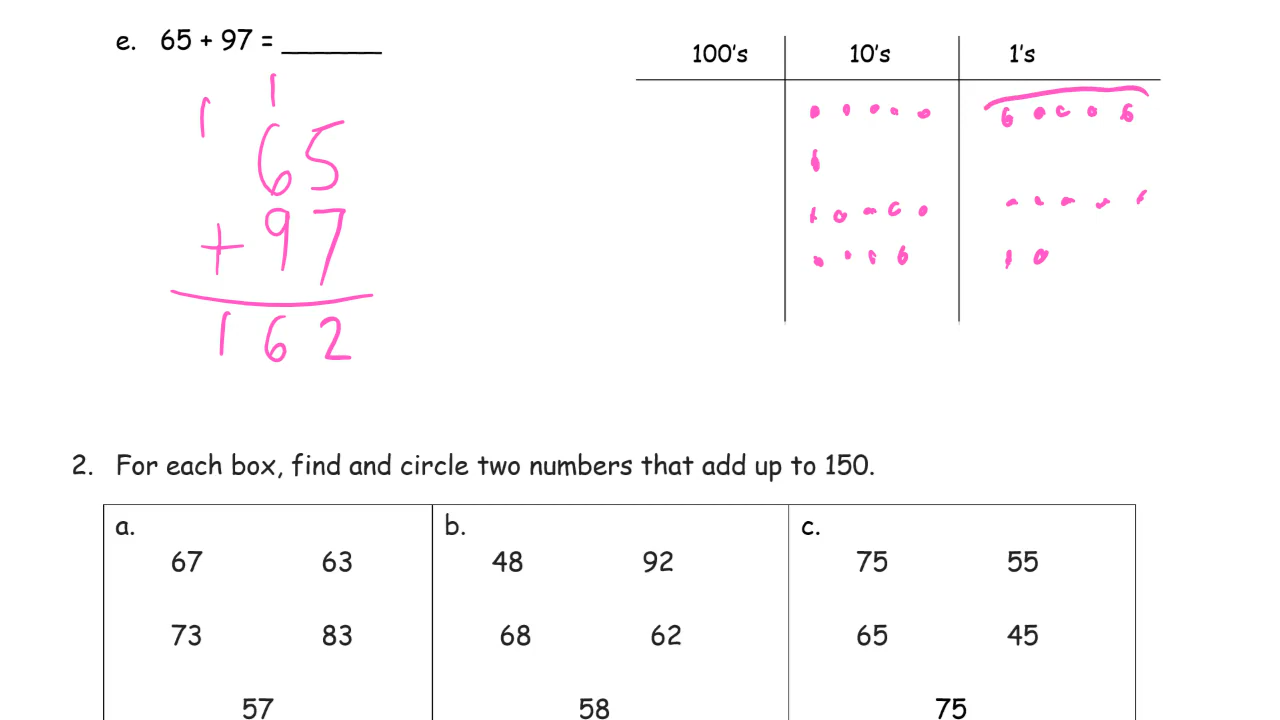 e. 65 + 97 = _______
100's 10's 1's
1 1
65
+ 97
162
2. For each box, find and circle two numbers that add up to 150.
a. b. c.
67 63 48 92 75 55
73 83 68 62 65 45
57 58 75